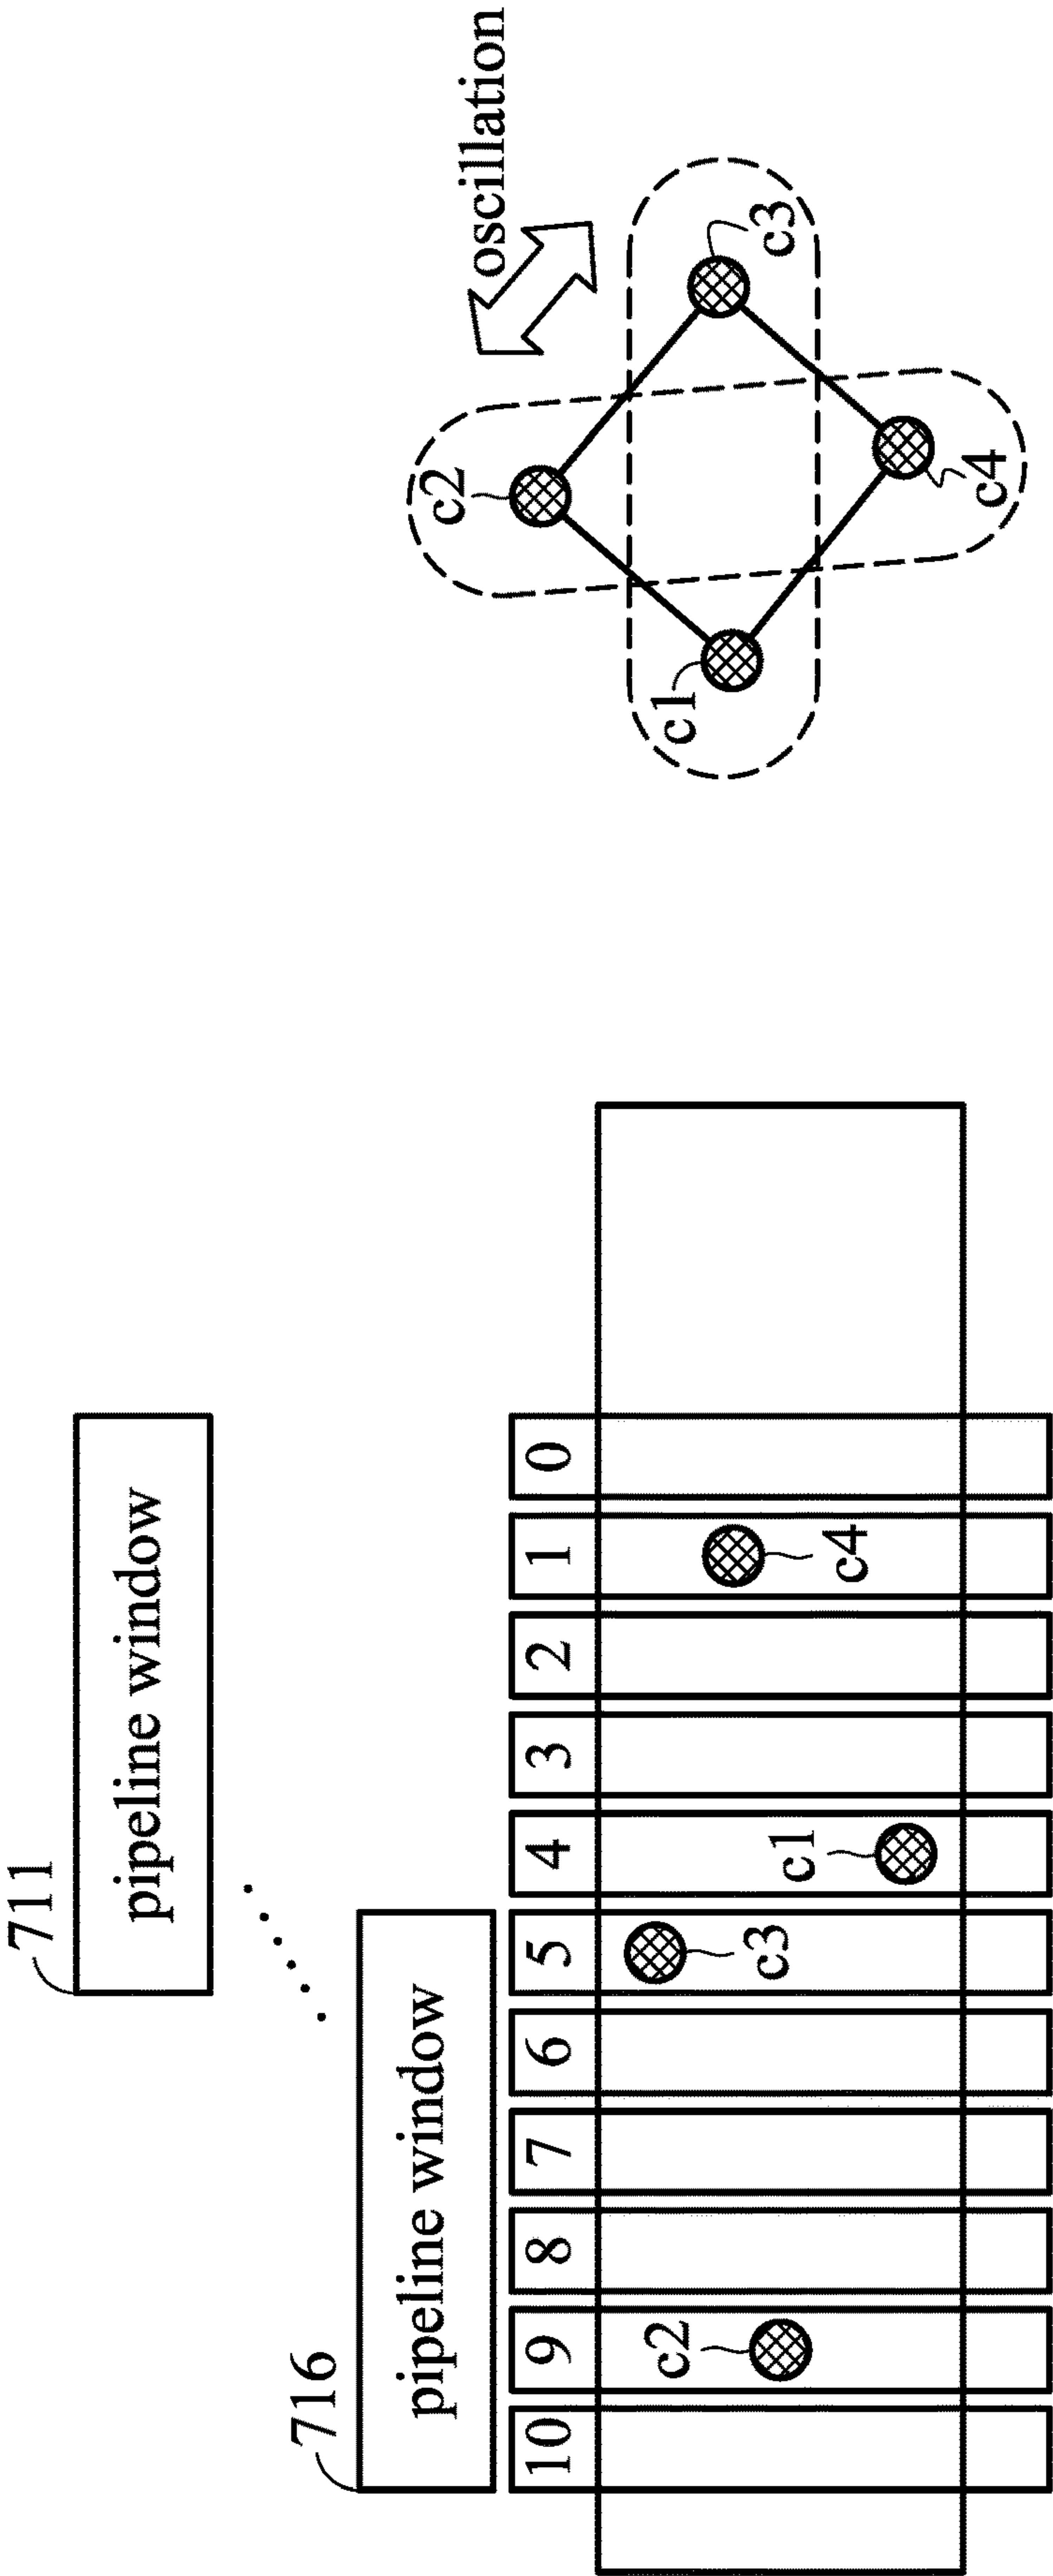 711
pipeline window
716
pipeline window
10 9 8 7 6 5 4 3 2 1 0
c2
c3
c1
c4
oscillation
c2
c1
c3
c4